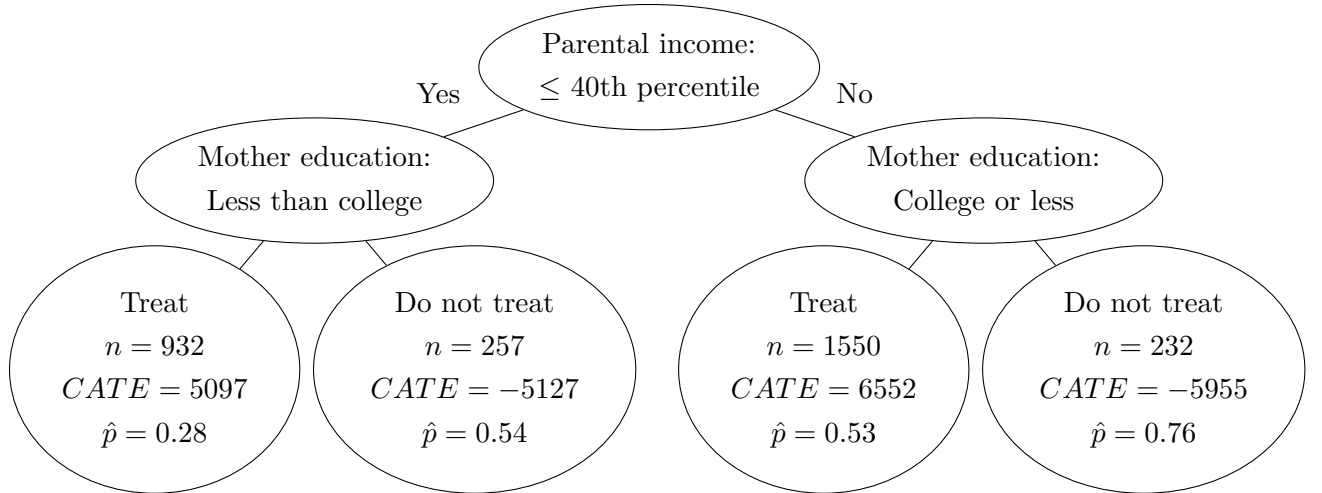 Parental income:
≤ 40th percentile
Yes
No
Mother education:
Less than college
Mother education:
College or less
Treat
n = 932
CATE = 5097
p̂ = 0.28
Do not treat
n = 257
CATE = −5127
p̂ = 0.54
Treat
n = 1550
CATE = 6552
p̂ = 0.53
Do not treat
n = 232
CATE = −5955
p̂ = 0.76